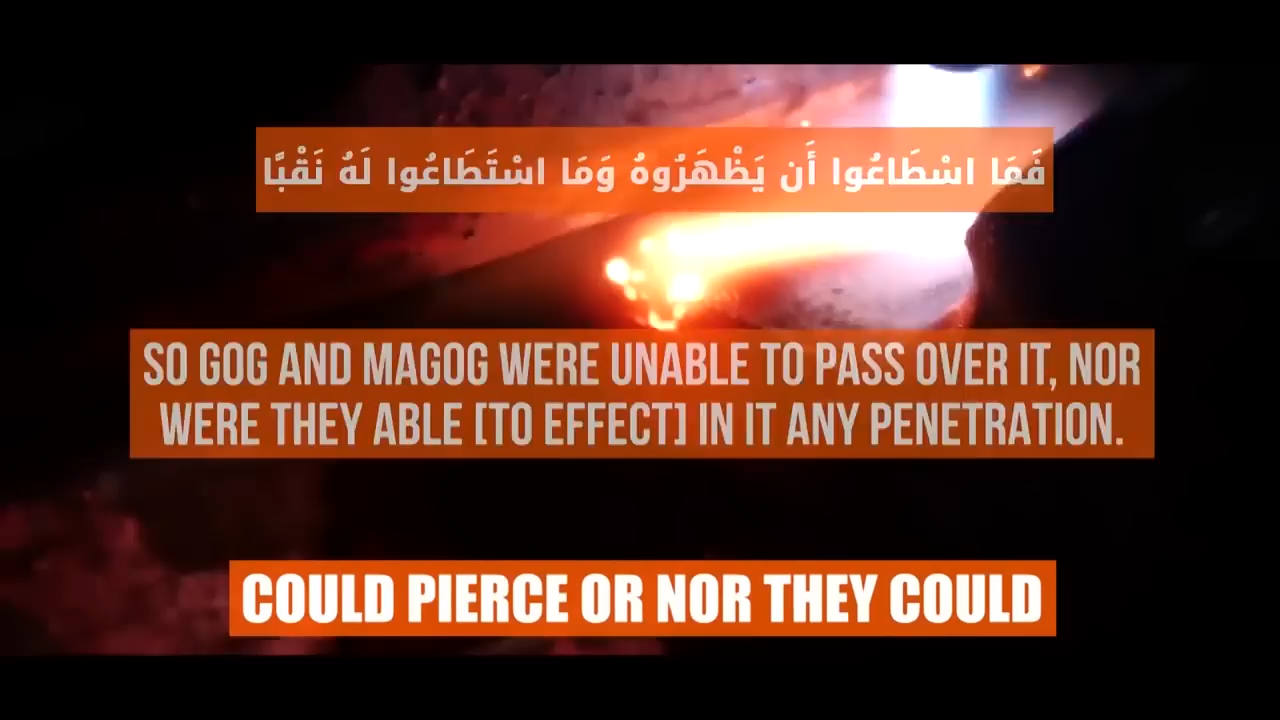 فَمَا اسْطَاعُوا أَن يَظْهَرُوهُ وَمَا اسْتَطَاعُوا لَهُ نَقْبًا
SO GOG AND MAGOG WERE UNABLE TO PASS OVER IT, NOR
WERE THEY ABLE [TO EFFECT] IN IT ANY PENETRATION.
COULD PIERCE OR NOR THEY COULD